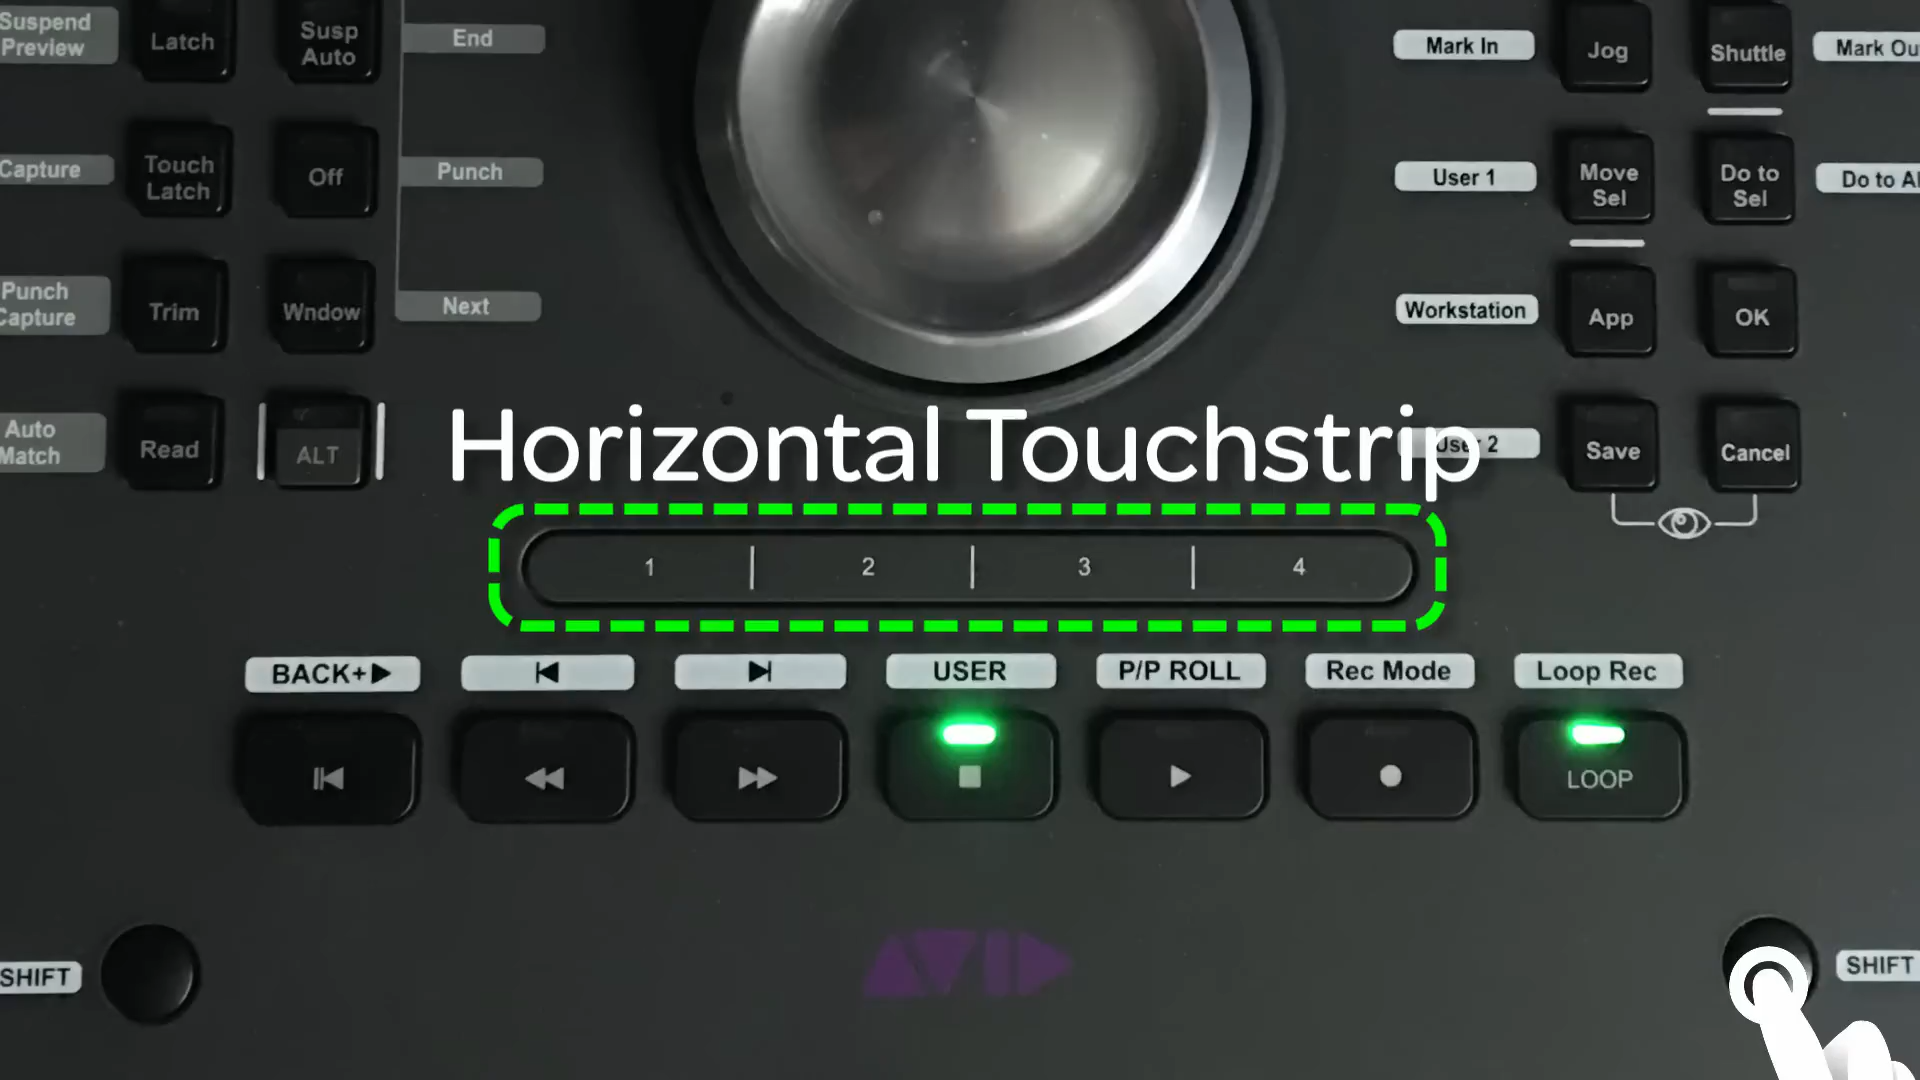 Suspend
Preview
Latch
Susp
Auto
End
Mark In
Jog
Shuttle
Mark Ou
Capture
Touch
Latch
Off
Punch
User 1
Move
Sel
Do to
Sel
Do to Al
Punch
Capture
Trim
Wndow
Next
Workstation
App
OK
Auto
Match
Read
ALT
Horizontal Touchstrip
User 2
Save
Cancel
1
2
3
4
BACK+
USER
P/P ROLL
Rec Mode
Loop Rec
LOOP
SHIFT
AVID
SHIFT